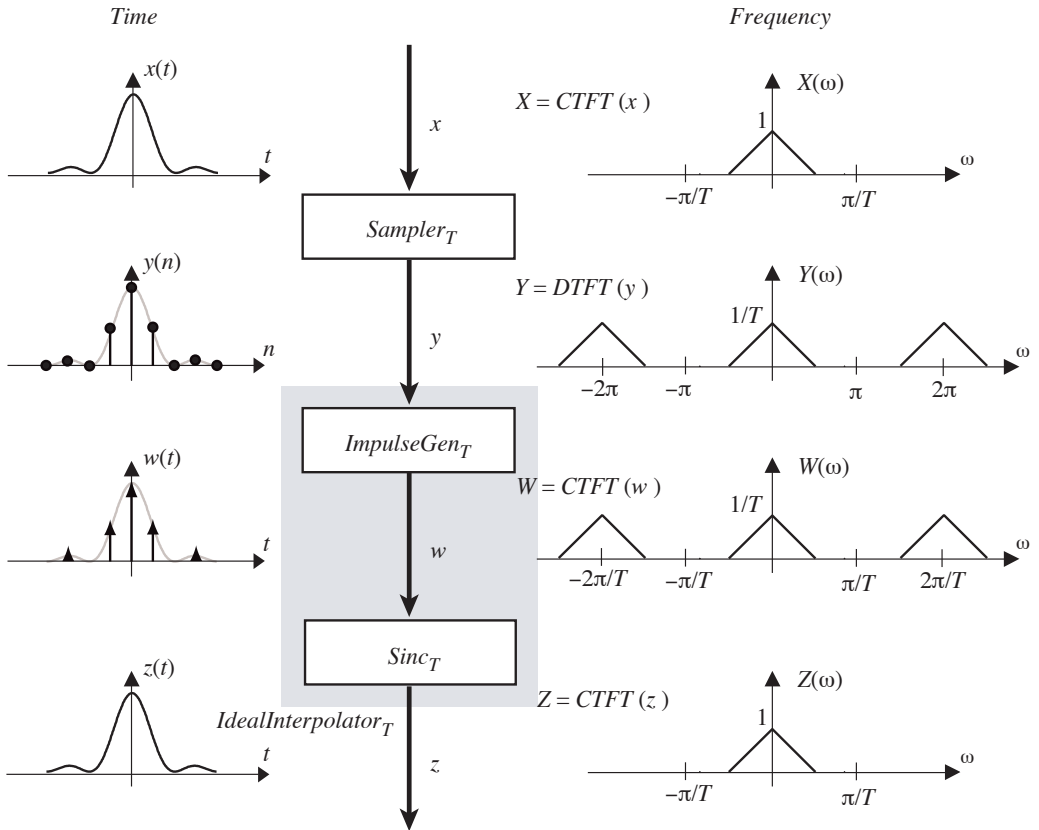 Time
Frequency
x(t)
t
x
X = CTFT (x )
X(ω)
1
ω
−π/T
π/T
Sampler_T
y(n)
n
y
Y = DTFT (y )
Y(ω)
1/T
ω
−2π
−π
π
2π
ImpulseGen_T
w(t)
t
w
W = CTFT (w )
W(ω)
1/T
ω
−2π/T
−π/T
π/T
2π/T
Sinc_T
IdealInterpolator_T
z(t)
t
z
Z = CTFT (z )
Z(ω)
1
ω
−π/T
π/T